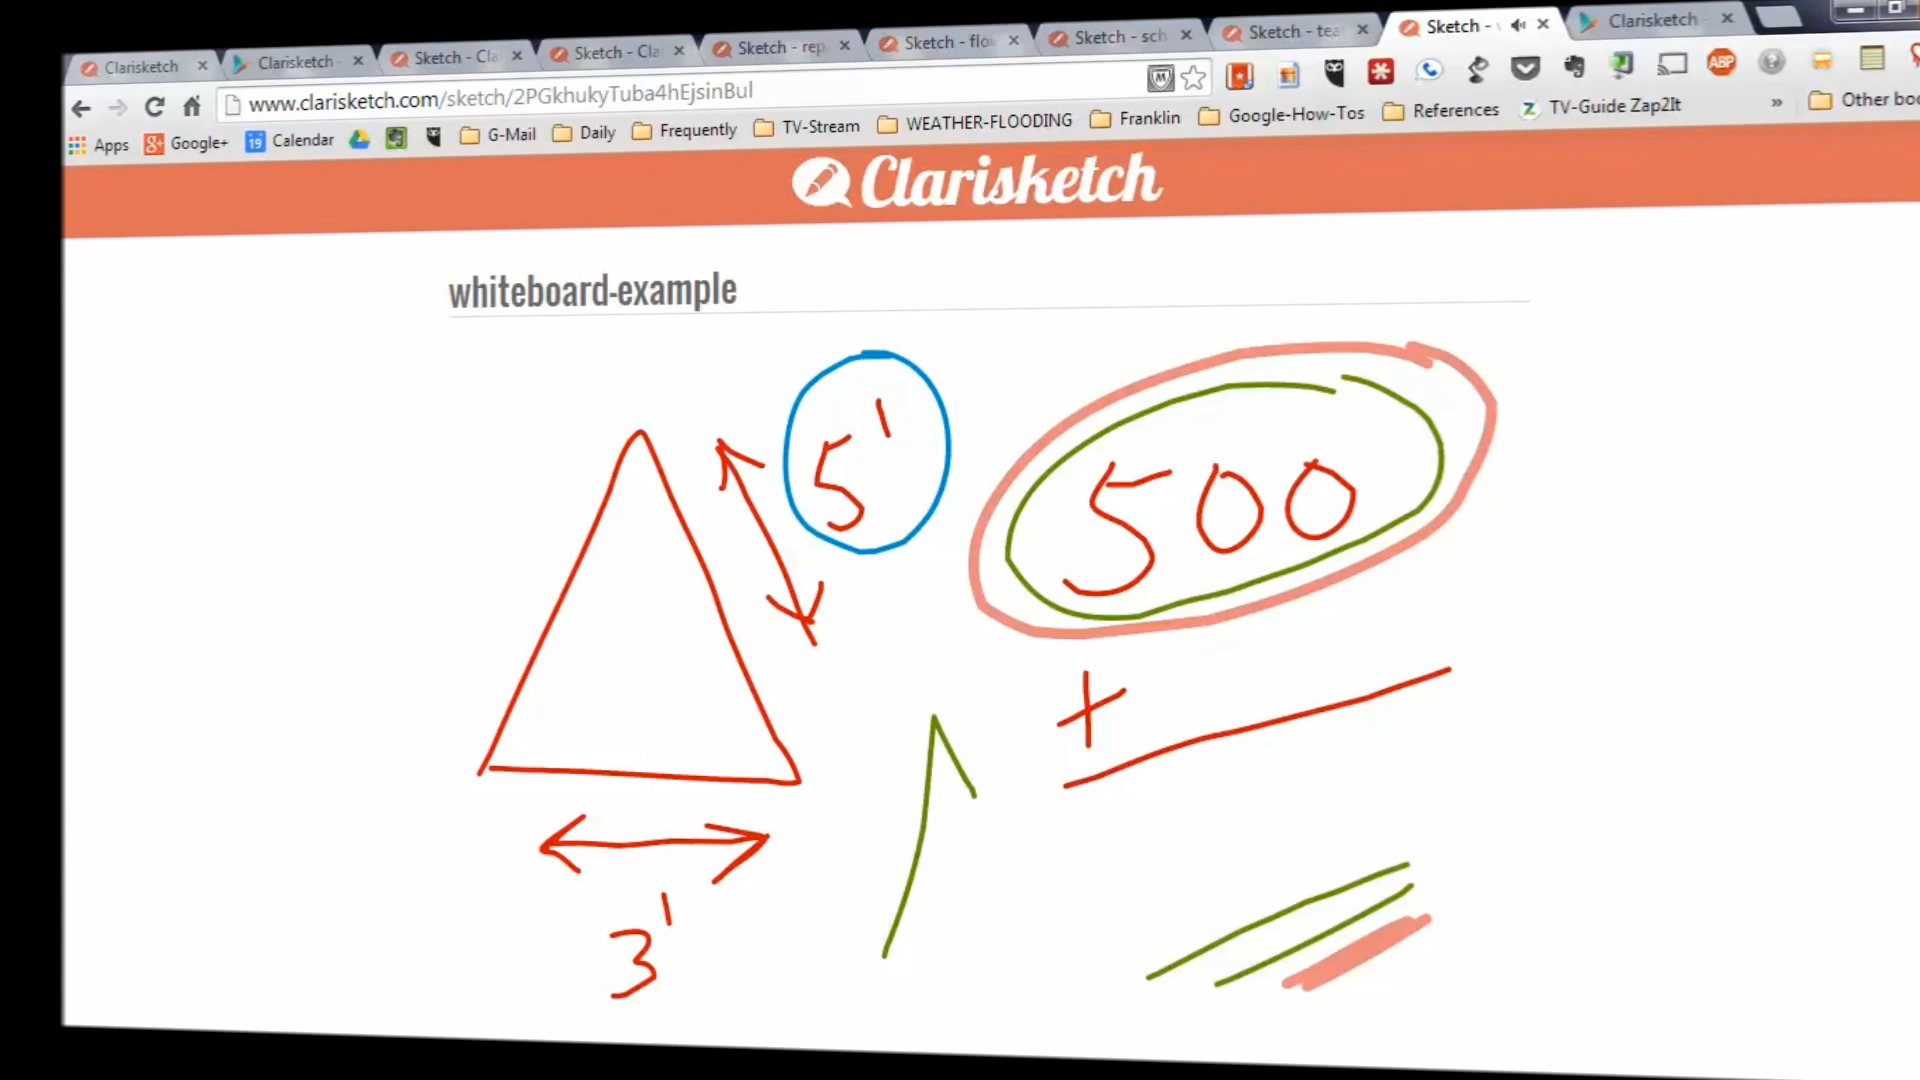 Clarisketch
Clarisketch
Sketch - Cla
Sketch - Cla
Sketch - rep
Sketch - flo
Sketch - sch
Sketch - tea
Sketch -
Clarisketch
www.clarisketch.com/sketch/2PGkhukyTuba4hEjsinBul
ABP
Apps
Google+
19
Calendar
G-Mail
Daily
Frequently
TV-Stream
WEATHER-FLOODING
Franklin
Google-How-Tos
References
Z
TV-Guide Zap2It
»
Other boo
Clarisketch
whiteboard-example
5'
500
+
3'